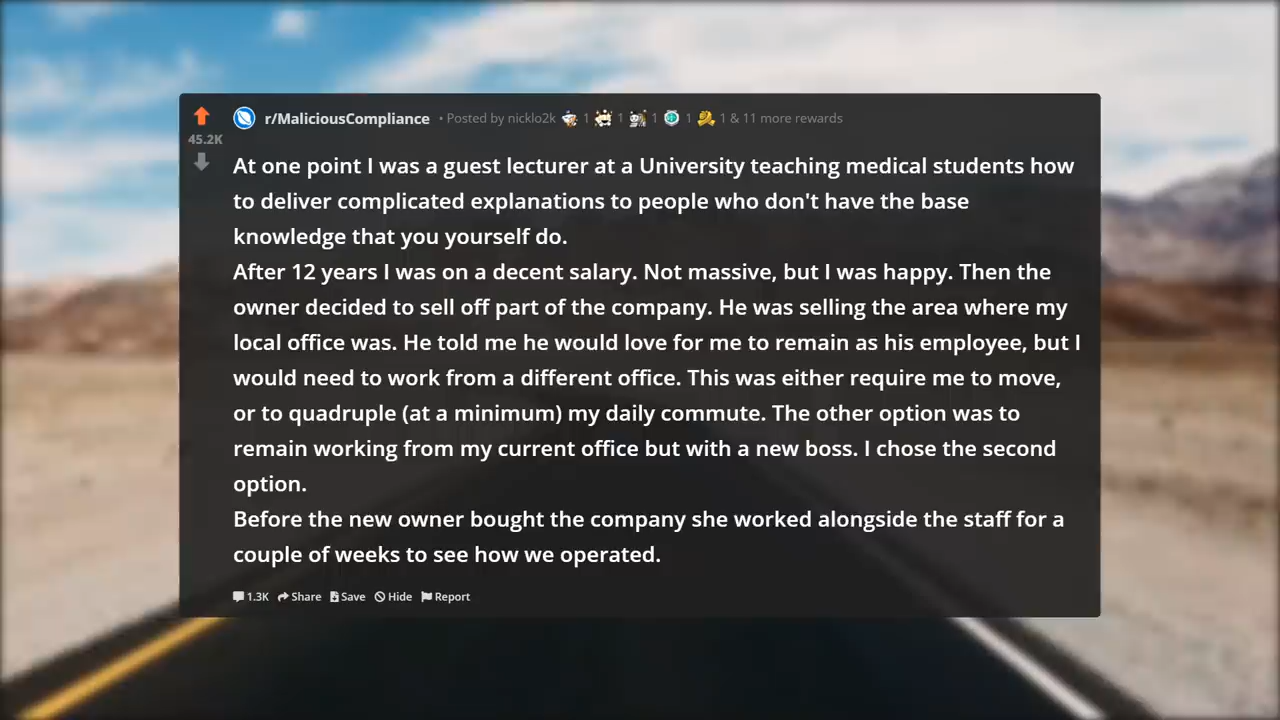 r/MaliciousCompliance • Posted by nicklo2k 1 1 1 1 1 & 11 more rewards
45.2K
At one point I was a guest lecturer at a University teaching medical students how
to deliver complicated explanations to people who don't have the base
knowledge that you yourself do.
After 12 years I was on a decent salary. Not massive, but I was happy. Then the
owner decided to sell off part of the company. He was selling the area where my
local office was. He told me he would love for me to remain as his employee, but I
would need to work from a different office. This was either require me to move,
or to quadruple (at a minimum) my daily commute. The other option was to
remain working from my current office but with a new boss. I chose the second
option.
Before the new owner bought the company she worked alongside the staff for a
couple of weeks to see how we operated.
1.3K Share Save Hide Report